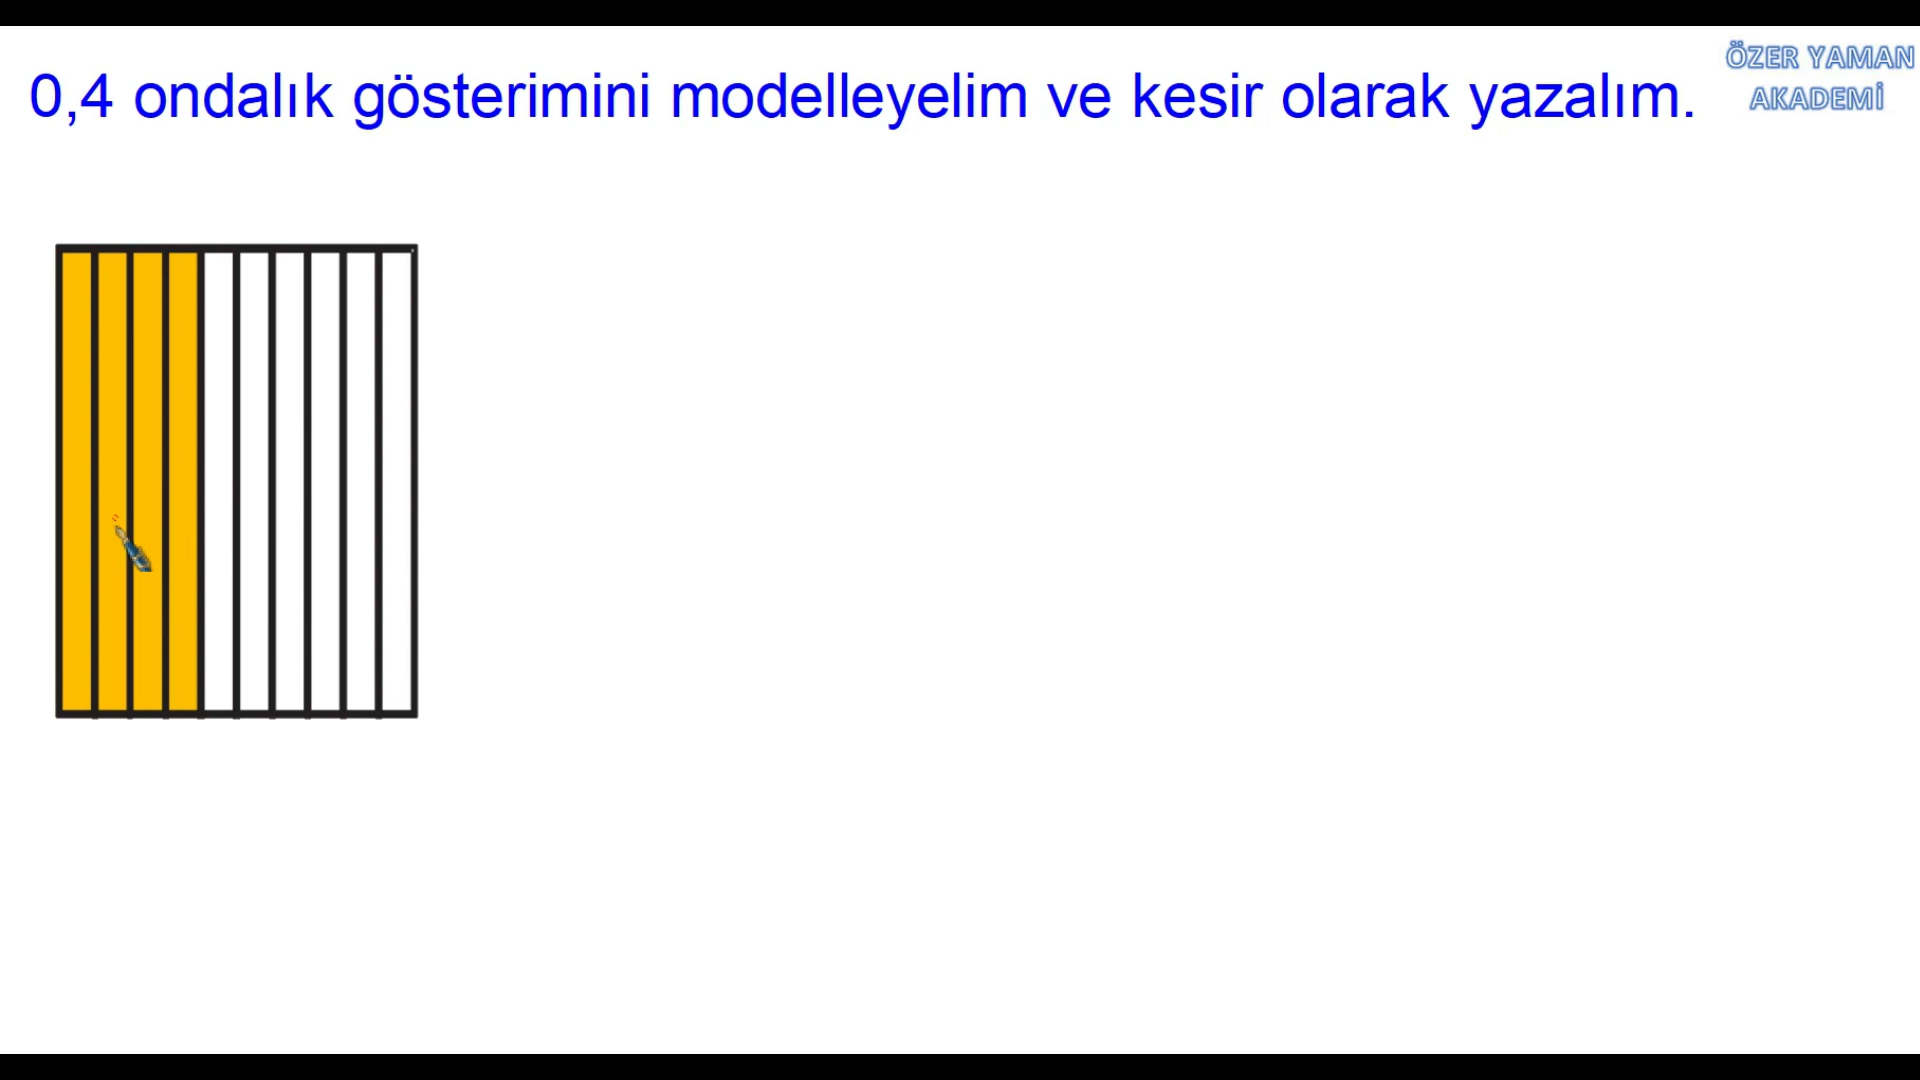 0,4 ondalık gösterimini modelleyelim ve kesir olarak yazalım.
ÖZER YAMAN
AKADEMİ